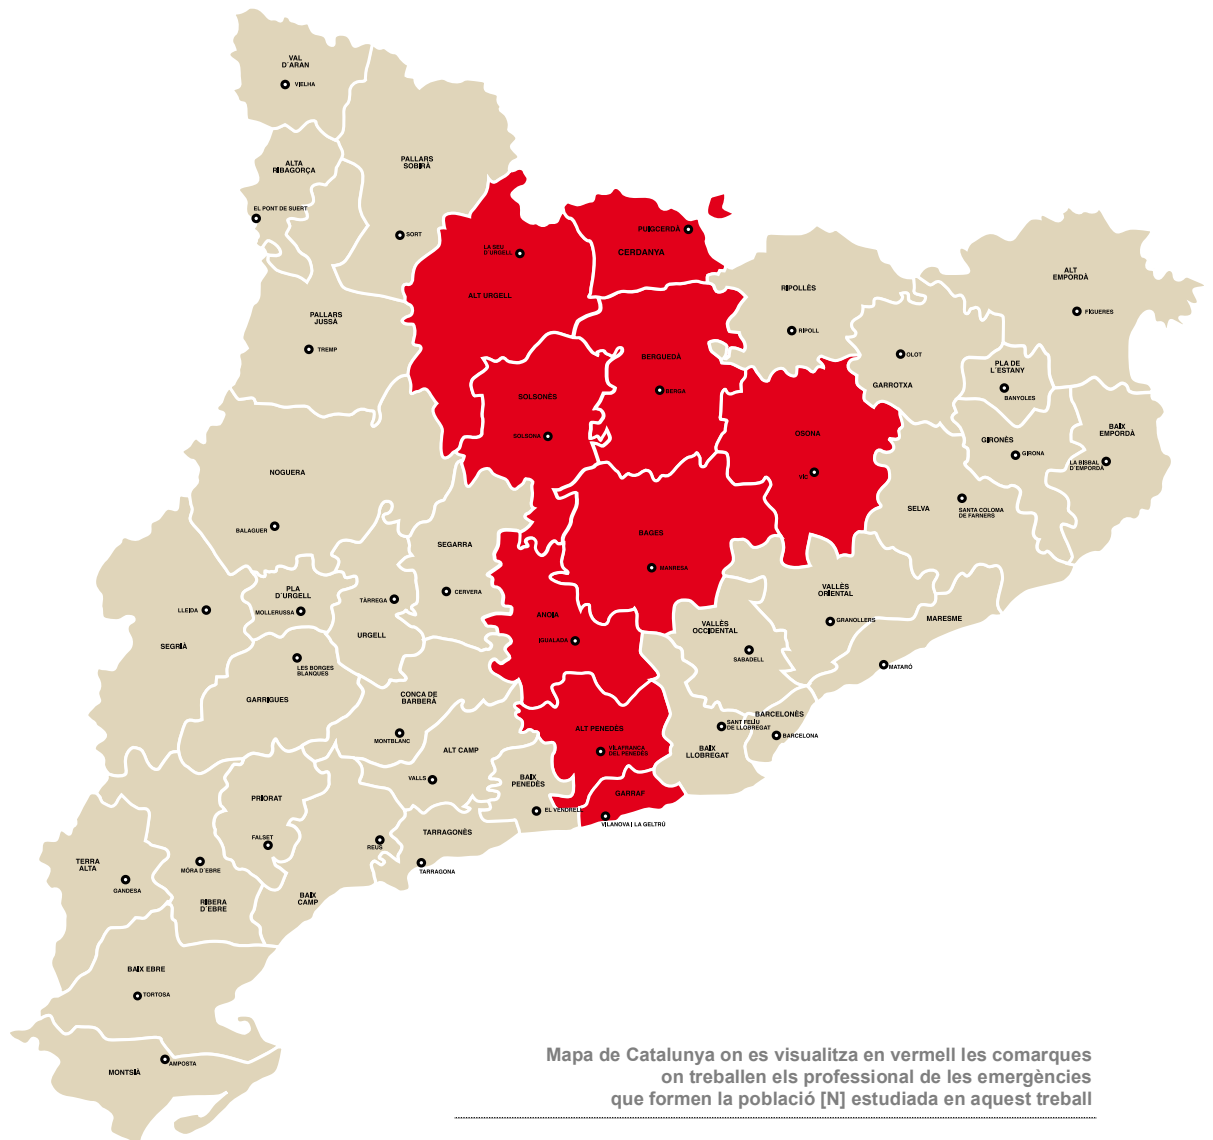 VAL
D'ARAN
VIELHA
ALTA
RIBAGORÇA
EL PONT DE SUERT
PALLARS
SOBIRÀ
SORT
LA SEU
D'URGELL
ALT URGELL
PUIGCERDÀ
CERDANYA
PALLARS
JUSSÀ
TREMP
RIPOLLÈS
RIPOLL
ALT
EMPORDÀ
FIGUERES
BERGUEDÀ
BERGA
OLOT
GARROTXA
PLA DE
L'ESTANY
BANYOLES
SOLSONÈS
SOLSONA
OSONA
VIC
GIRONÈS
GIRONA
BAIX
EMPORDÀ
LA BISBAL
D'EMPORDA
NOGUERA
BALAGUER
SELVA
SANTA COLOMA
DE FARNERS
SEGARRA
CERVERA
BAGES
MANRESA
PLA
D'URGELL
MOLLERUSSA
TÀRREGA
URGELL
LLEIDA
SEGRIÀ
ANOIA
IGUALADA
VALLÈS
ORIENTAL
GRANOLLERS
MARESME
MATARÓ
VALLÈS
OCCIDENTAL
SABADELL
LES BORGES
BLANQUES
GARRIGUES
CONCA DE
BARBERÀ
MONTBLANC
ALT CAMP
VALLS
ALT PENEDÈS
VILAFRANCA
DEL PENEDÈS
SANT FELIU
DE LLOBREGAT
BAIX
LLOBREGAT
BARCELONÈS
BARCELONA
BAIX
PENEDÈS
EL VENDRELL
GARRAF
VILANOVA I LA GELTRÚ
PRIORAT
FALSET
REUS
TARRAGONÈS
TARRAGONA
TERRA
ALTA
GANDESA
MÓRA D'EBRE
RIBERA
D'EBRE
BAIX
CAMP
BAIX EBRE
TORTOSA
AMPOSTA
MONTSIÀ
Mapa de Catalunya on es visualitza en vermell les comarques
on treballen els professional de les emergències
que formen la població [N] estudiada en aquest treball